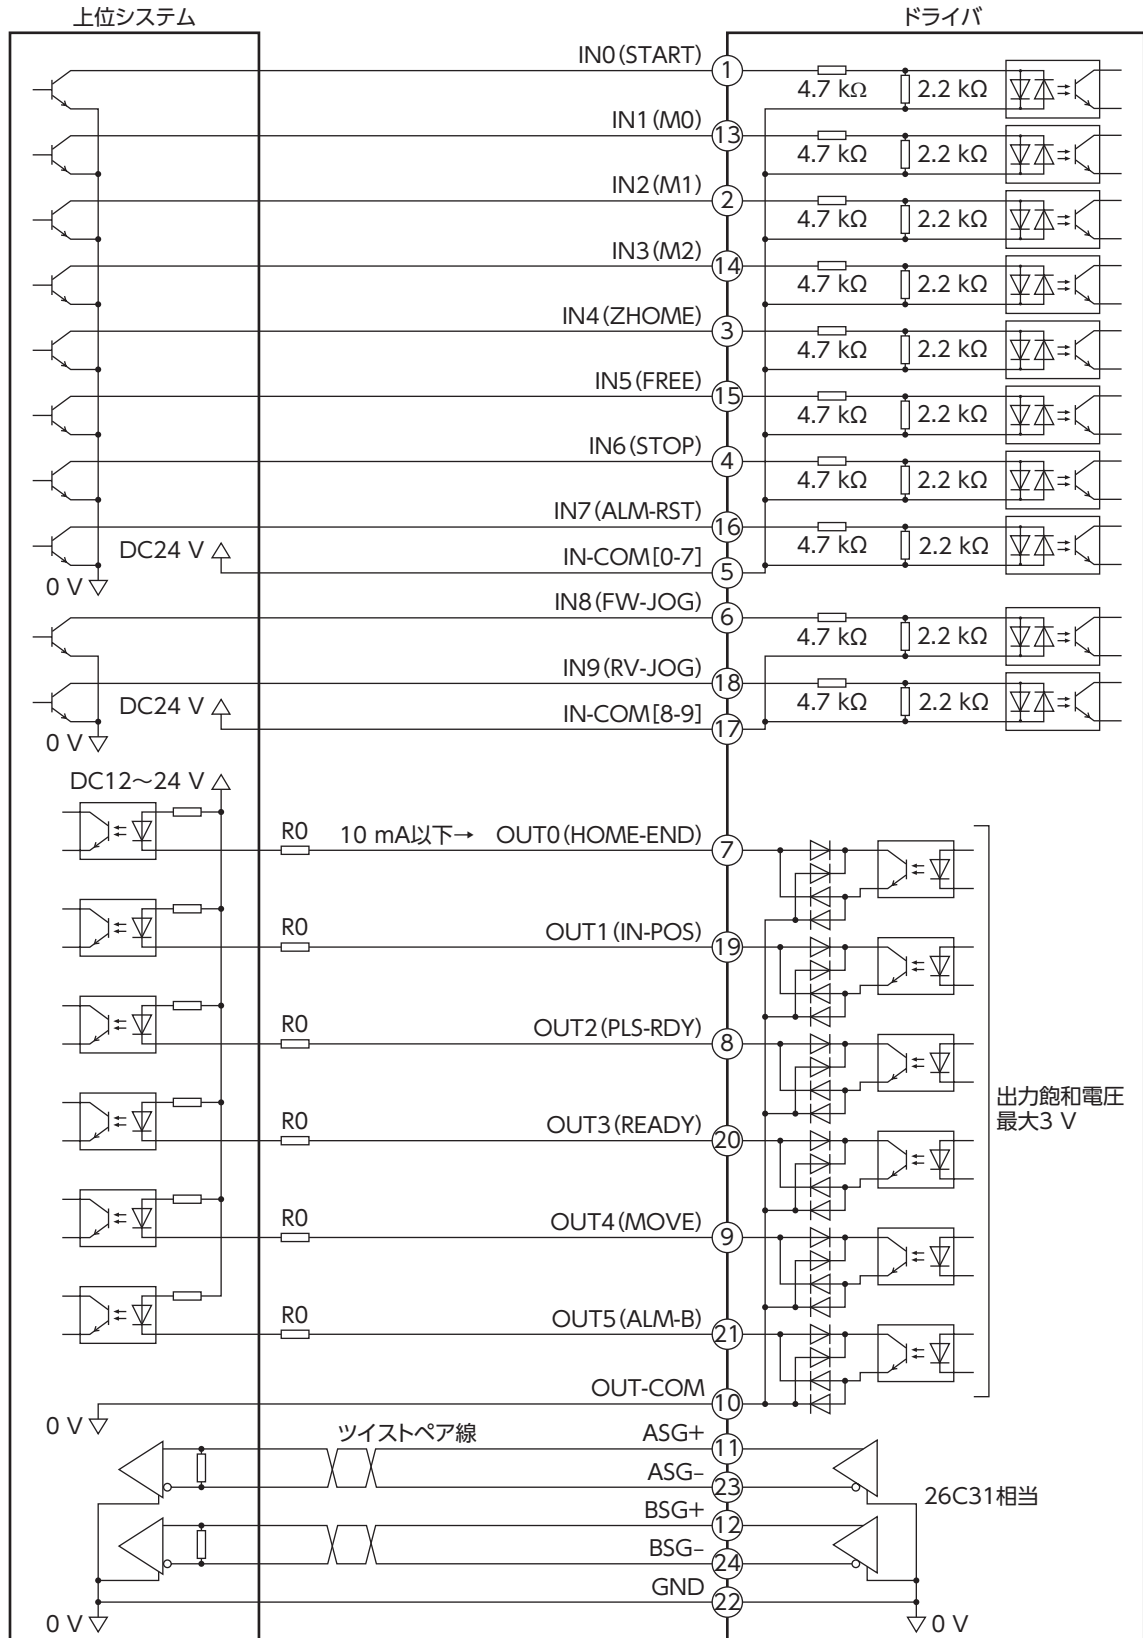 上位システム
ドライバ
IN0(START)
1
4.7 kΩ
2.2 kΩ
IN1(M0)
13
4.7 kΩ
2.2 kΩ
IN2(M1)
2
4.7 kΩ
2.2 kΩ
IN3(M2)
14
4.7 kΩ
2.2 kΩ
IN4(ZHOME)
3
4.7 kΩ
2.2 kΩ
IN5(FREE)
15
4.7 kΩ
2.2 kΩ
IN6(STOP)
4
4.7 kΩ
2.2 kΩ
IN7(ALM-RST)
16
4.7 kΩ
2.2 kΩ
DC24 V
IN-COM[0-7]
5
0 V
IN8(FW-JOG)
6
4.7 kΩ
2.2 kΩ
IN9(RV-JOG)
18
4.7 kΩ
2.2 kΩ
DC24 V
IN-COM[8-9]
17
0 V
DC12～24 V
R0
10 mA以下→
OUT0(HOME-END)
7
R0
OUT1(IN-POS)
19
R0
OUT2(PLS-RDY)
8
出力飽和電圧
最大3 V
R0
OUT3(READY)
20
R0
OUT4(MOVE)
9
R0
OUT5(ALM-B)
21
OUT-COM
10
0 V
ツイストペア線
ASG+
11
ASG-
23
26C31相当
BSG+
12
BSG-
24
GND
22
0 V
0 V